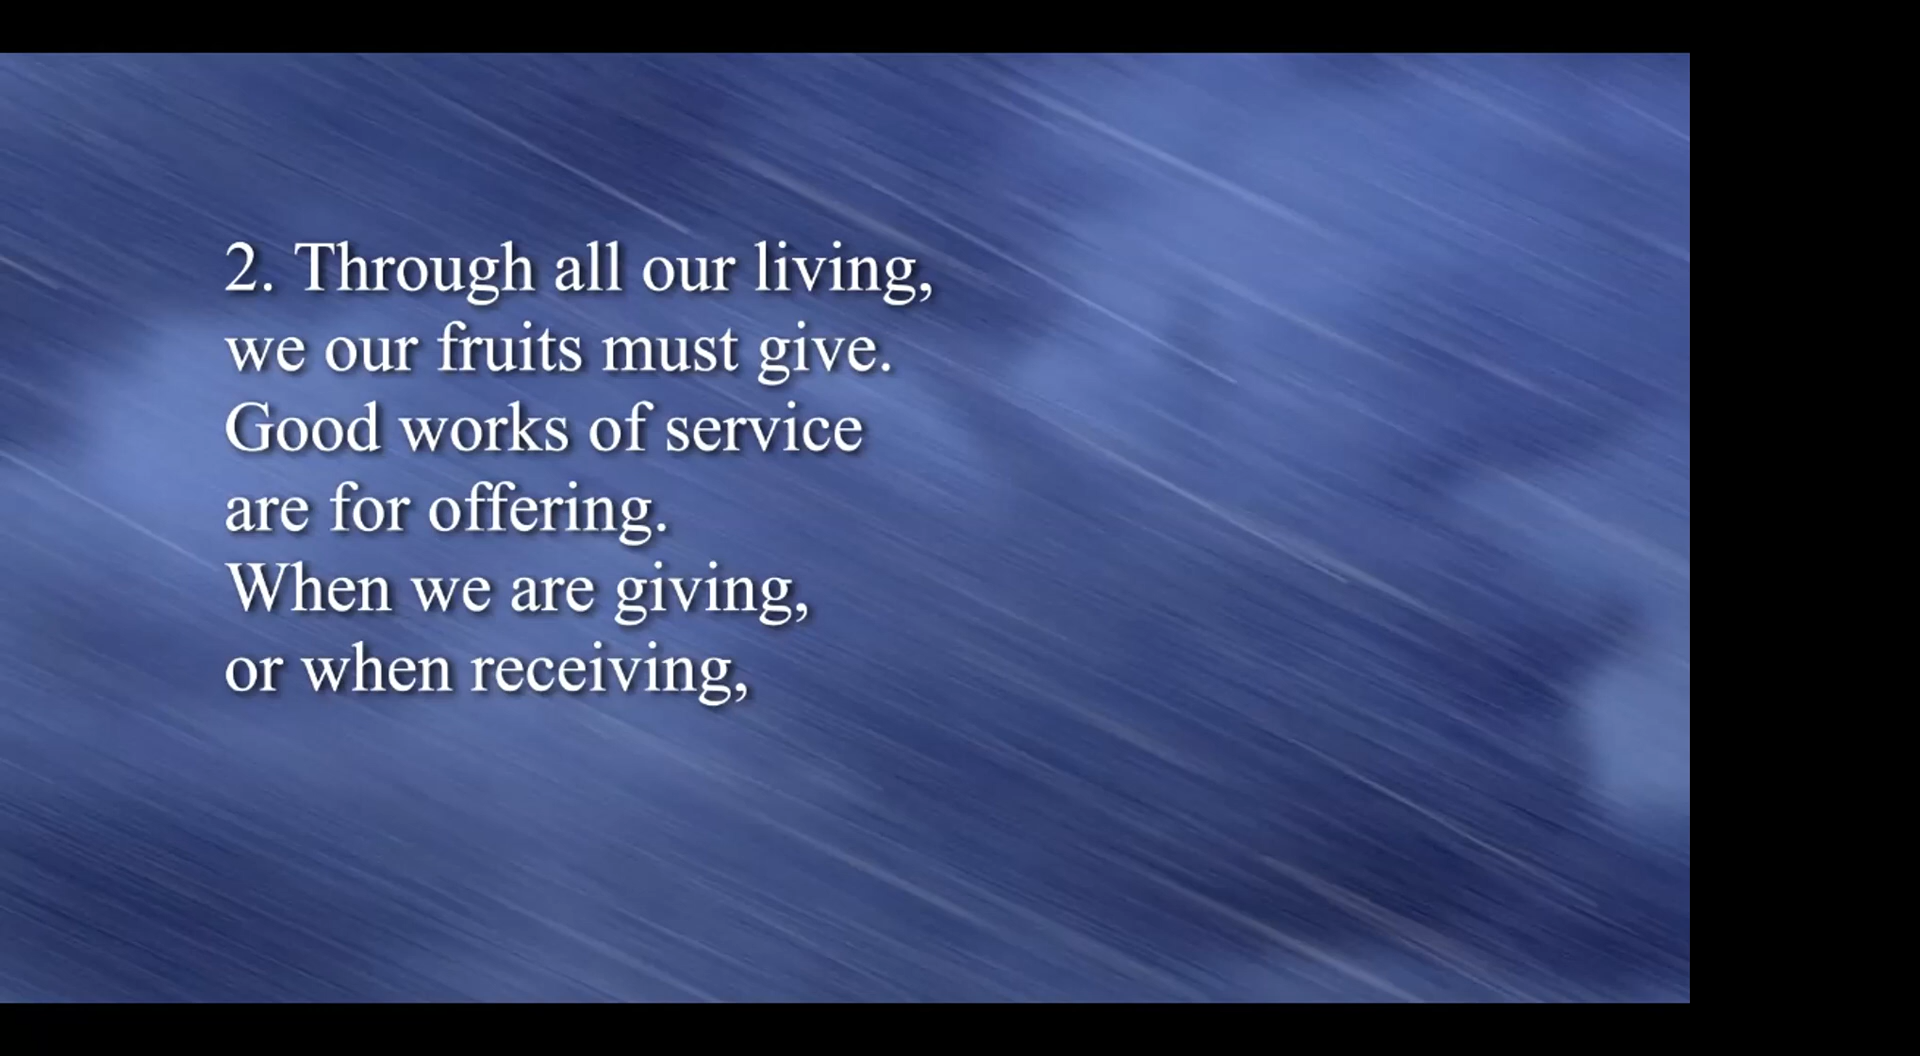 2. Through all our living,
we our fruits must give.
Good works of service
are for offering.
When we are giving,
or when receiving,